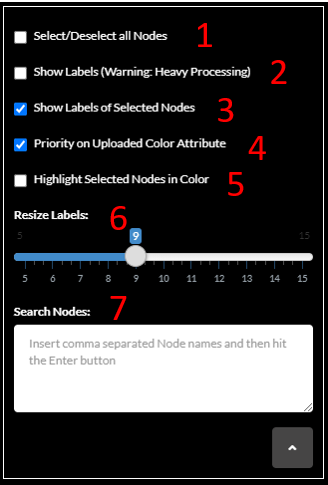 Select/Deselect all Nodes 1
Show Labels (Warning: Heavy Processing) 2
Show Labels of Selected Nodes 3
Priority on Uploaded Color Attribute 4
Highlight Selected Nodes in Color 5
Resize Labels: 6
5 9 15
5 6 7 8 9 10 11 12 13 14 15
Search Nodes: 7
Insert comma separated Node names and then hit
the Enter button